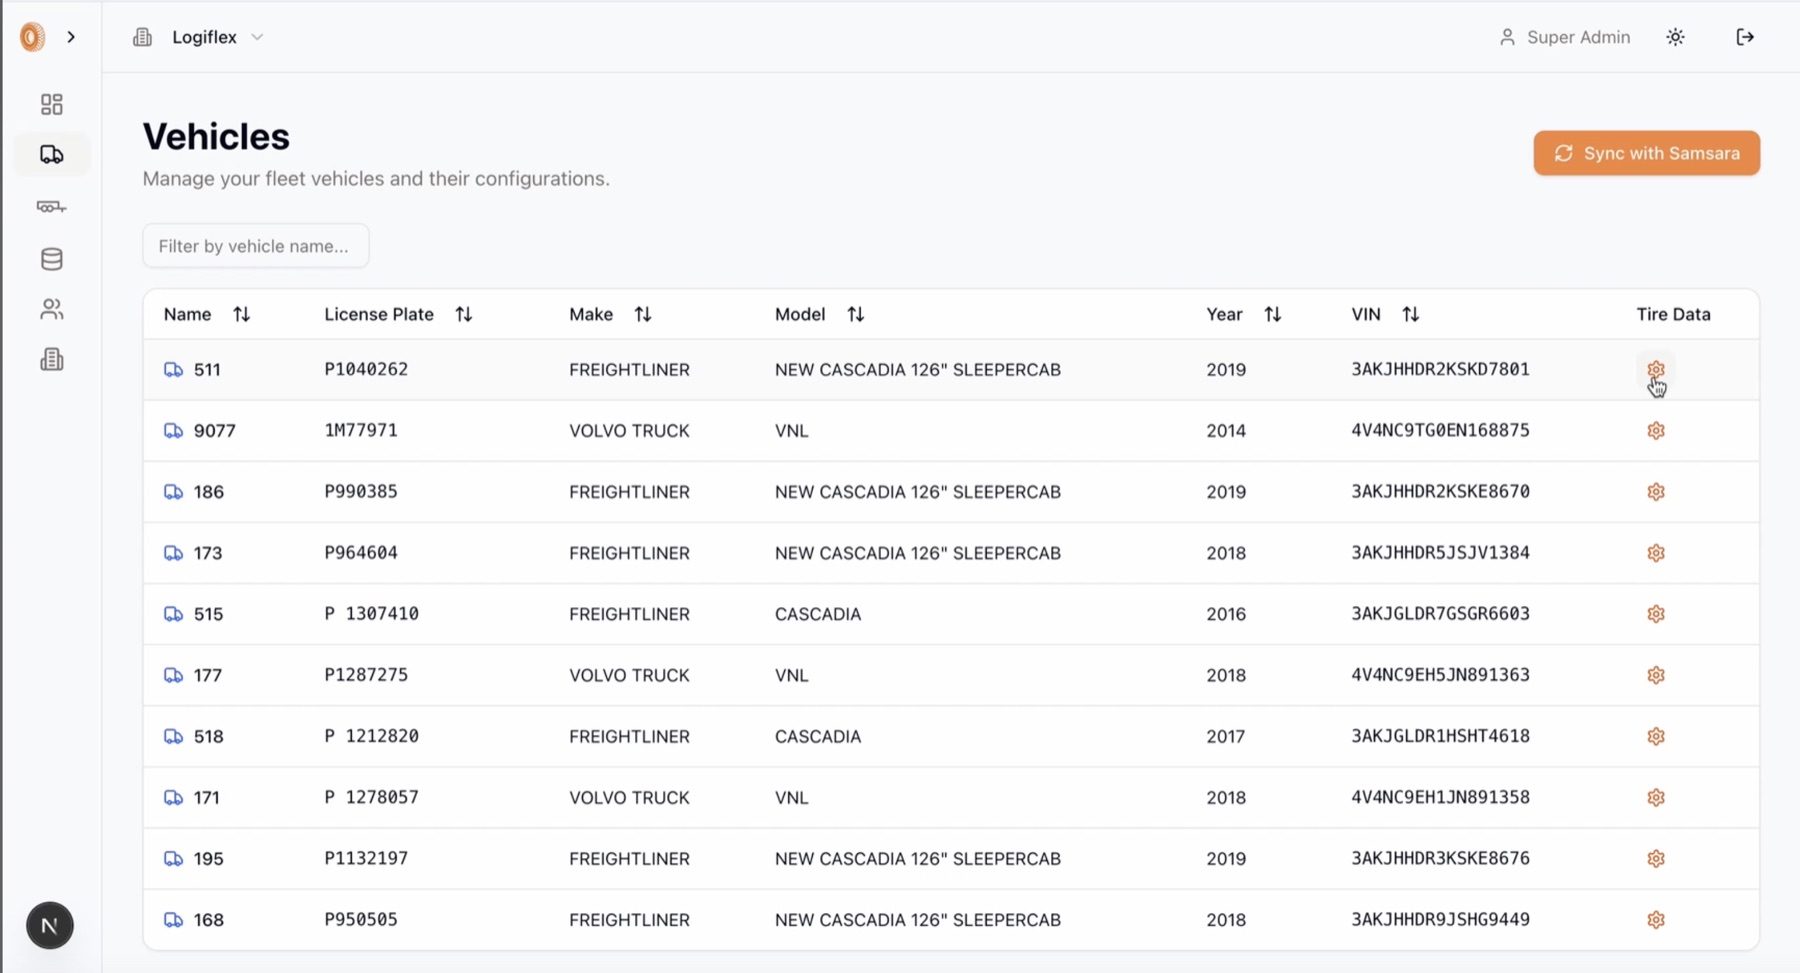 Logiflex
Super Admin
Vehicles
Manage your fleet vehicles and their configurations.
Sync with Samsara
Filter by vehicle name...
Name License Plate Make Model Year VIN Tire Data
511 P1040262 FREIGHTLINER NEW CASCADIA 126" SLEEPERCAB 2019 3AKJHHDR2KSKD7801
9077 1M77971 VOLVO TRUCK VNL 2014 4V4NC9TG0EN168875
186 P990385 FREIGHTLINER NEW CASCADIA 126" SLEEPERCAB 2019 3AKJHHDR2KSKE8670
173 P964604 FREIGHTLINER NEW CASCADIA 126" SLEEPERCAB 2018 3AKJHHDR5JSJV1384
515 P 1307410 FREIGHTLINER CASCADIA 2016 3AKJGLDR7GSGR6603
177 P1287275 VOLVO TRUCK VNL 2018 4V4NC9EH5JN891363
518 P 1212820 FREIGHTLINER CASCADIA 2017 3AKJGLDR1HSHT4618
171 P 1278057 VOLVO TRUCK VNL 2018 4V4NC9EH1JN891358
195 P1132197 FREIGHTLINER NEW CASCADIA 126" SLEEPERCAB 2019 3AKJHHDR3KSKE8676
168 P950505 FREIGHTLINER NEW CASCADIA 126" SLEEPERCAB 2018 3AKJHHDR9JSHG9449
N